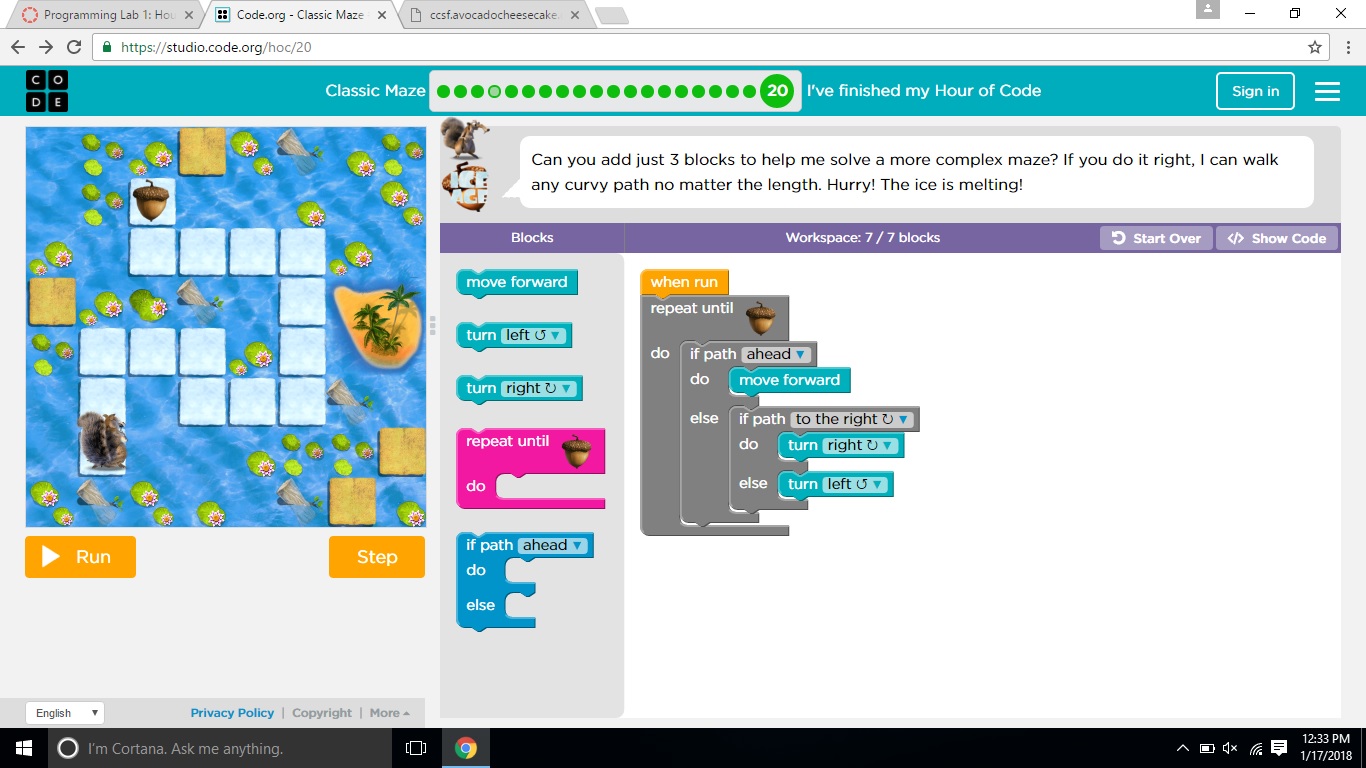 Programming Lab 1: Hou
Code.org - Classic Maze
ccsf.avocadocheesecake.
https://studio.code.org/hoc/20
C O
D E
Classic Maze
20
I've finished my Hour of Code
Sign in
ICE
AGE
Can you add just 3 blocks to help me solve a more complex maze? If you do it right, I can walk
any curvy path no matter the length. Hurry! The ice is melting!
Blocks
Workspace: 7 / 7 blocks
Start Over
Show Code
move forward
turn left
turn right
repeat until
do
if path ahead
do
else
when run
repeat until
do
if path ahead
do
move forward
else
if path to the right
do
turn right
else
turn left
Run
Step
English
Privacy Policy | Copyright | More
I'm Cortana. Ask me anything.
12:33 PM
1/17/2018